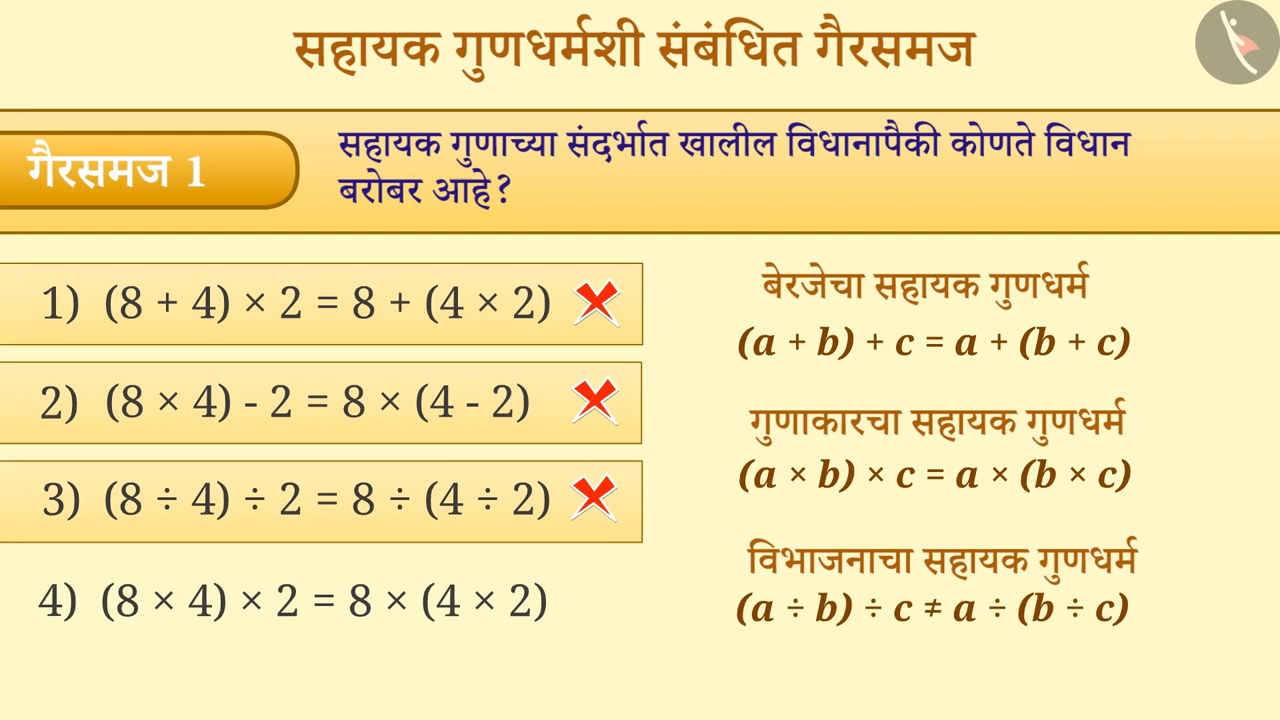 सहायक गुणधर्मशी संबंधित गैरसमज
गैरसमज 1
सहायक गुणाच्या संदर्भात खालील विधानापैकी कोणते विधान
बरोबर आहे?
1) (8 + 4) × 2 = 8 + (4 × 2)
2) (8 × 4) - 2 = 8 × (4 - 2)
3) (8 ÷ 4) ÷ 2 = 8 ÷ (4 ÷ 2)
4) (8 × 4) × 2 = 8 × (4 × 2)
बेरजेचा सहायक गुणधर्म
(a + b) + c = a + (b + c)
गुणाकारचा सहायक गुणधर्म
(a × b) × c = a × (b × c)
विभाजनाचा सहायक गुणधर्म
(a ÷ b) ÷ c ≠ a ÷ (b ÷ c)